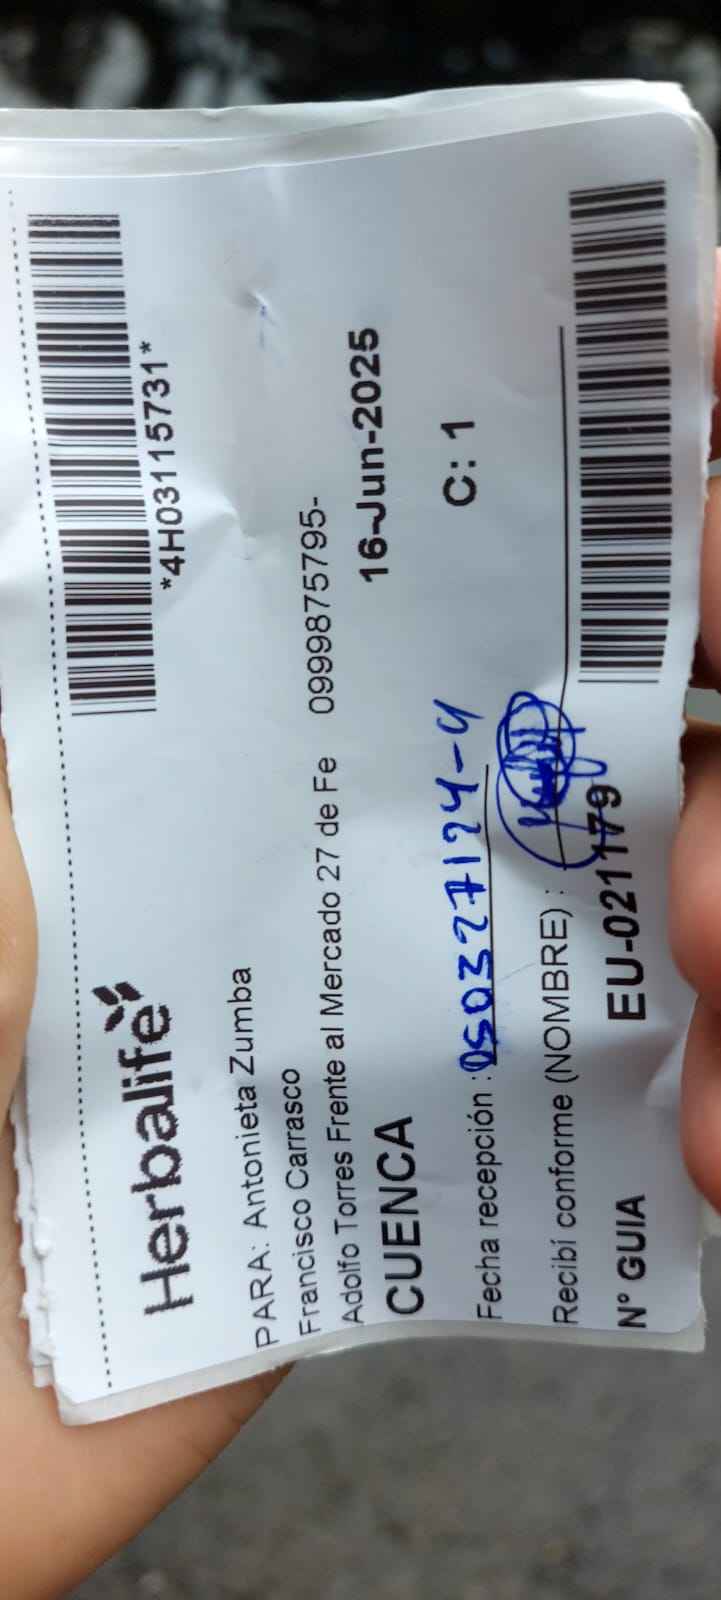 *4H03115731*
Herbalife
PARA: Antonieta Zumba
Francisco Carrasco
Adolfo Torres Frente al Mercado 27 de Fe 0999875795-
CUENCA 16-Jun-2025
Fecha recepción : 050327124-4 C: 1
Recibí conforme (NOMBRE) :
N° GUIA EU-021179